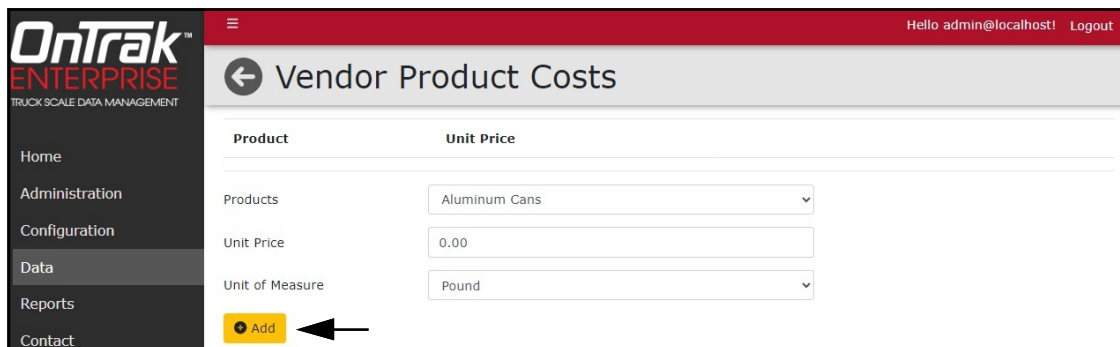 OnTrak™
ENTERPRISE
TRUCK SCALE DATA MANAGEMENT
Home
Administration
Configuration
Data
Reports
Contact
Hello admin@localhost! Logout
Vendor Product Costs
Product Unit Price
Products Aluminum Cans
Unit Price 0.00
Unit of Measure Pound
Add